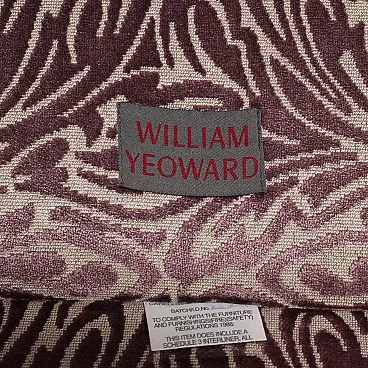 WILLIAM
YEOWARD
BATCH/I.D.No.
TO COMPLY WITH THE FURNITURE
AND FURNISHINGS(FIRE)(SAFETY)
REGULATIONS 1988:
THIS ITEM DOES INCLUDE A
SCHEDULE 3 INTERLINER. ALL